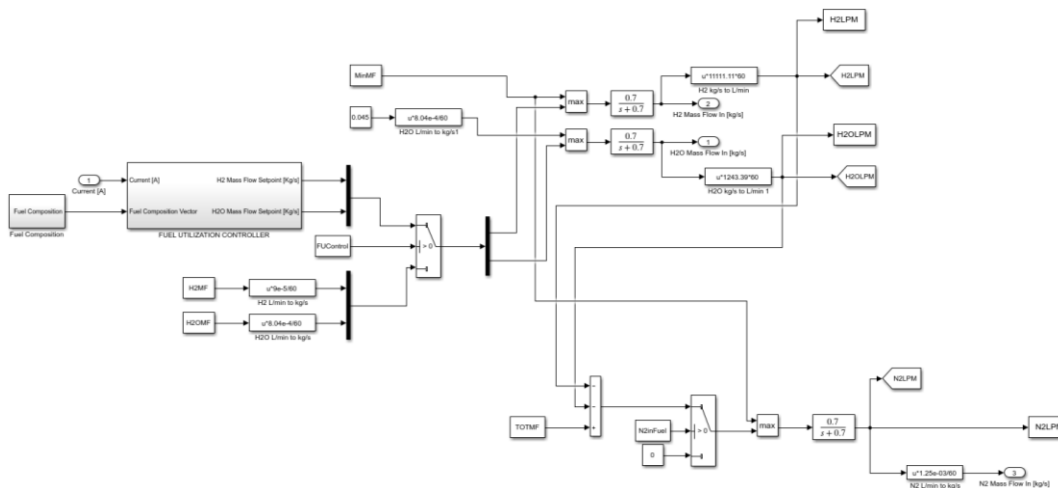 H2LPM
MinMF
u*11111.11*60
H2LPM
H2 kg/s to L/min
max
0.7
s+0.7
2
H2 Mass Flow In [kg/s]
0.045
u*8.04e-4/60
H2O L/min to kg/s1
max
0.7
s+0.7
1
H2O Mass Flow In [kg/s]
H2OLPM
u*1243.39*60
H2O kg/s to L/min 1
H2OLPM
1
Current [A]
Current [A]
H2 Mass Flow Setpoint [Kg/s]
Fuel Composition
Fuel Composition
Fuel Composition Vector
H2O Mass Flow Setpoint [Kg/s]
FUEL UTILIZATION CONTROLLER
FUControl
> 0
H2MF
u*9e-5/60
H2 L/min to kg/s
H2OMF
u*8.04e-4/60
H2O L/min to kg/s
N2LPM
TOTMF
N2inFuel
> 0
0
max
0.7
s+0.7
N2LPM
u*1.25e-03/60
N2 L/min to kg/s
3
N2 Mass Flow In [kg/s]